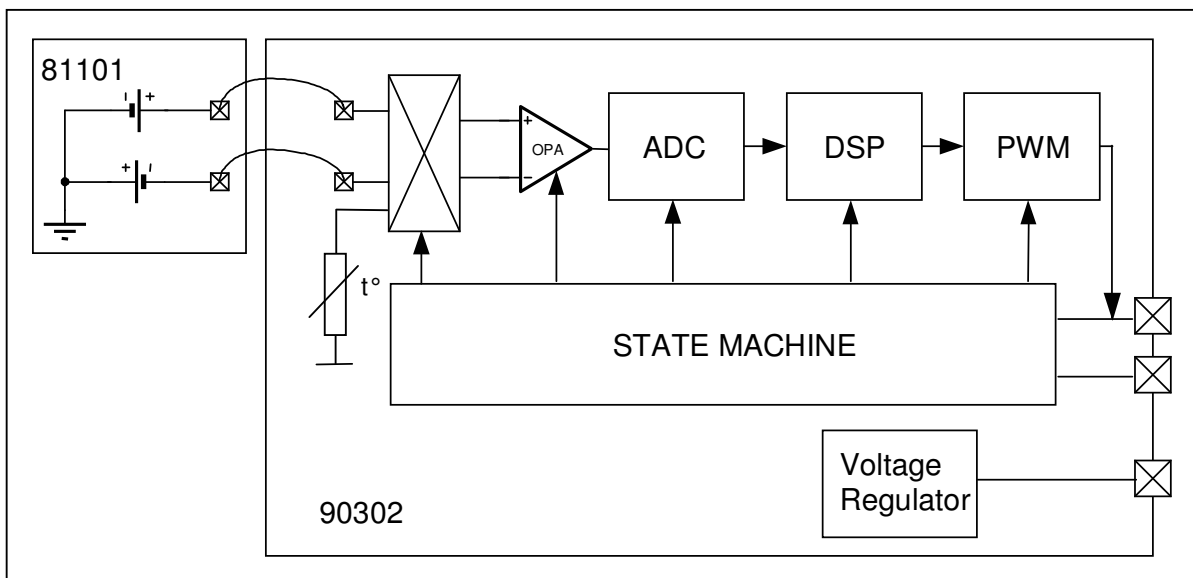 81101
- +
+ -
+
OPA
-
ADC
DSP
PWM
t°
STATE MACHINE
Voltage
Regulator
90302